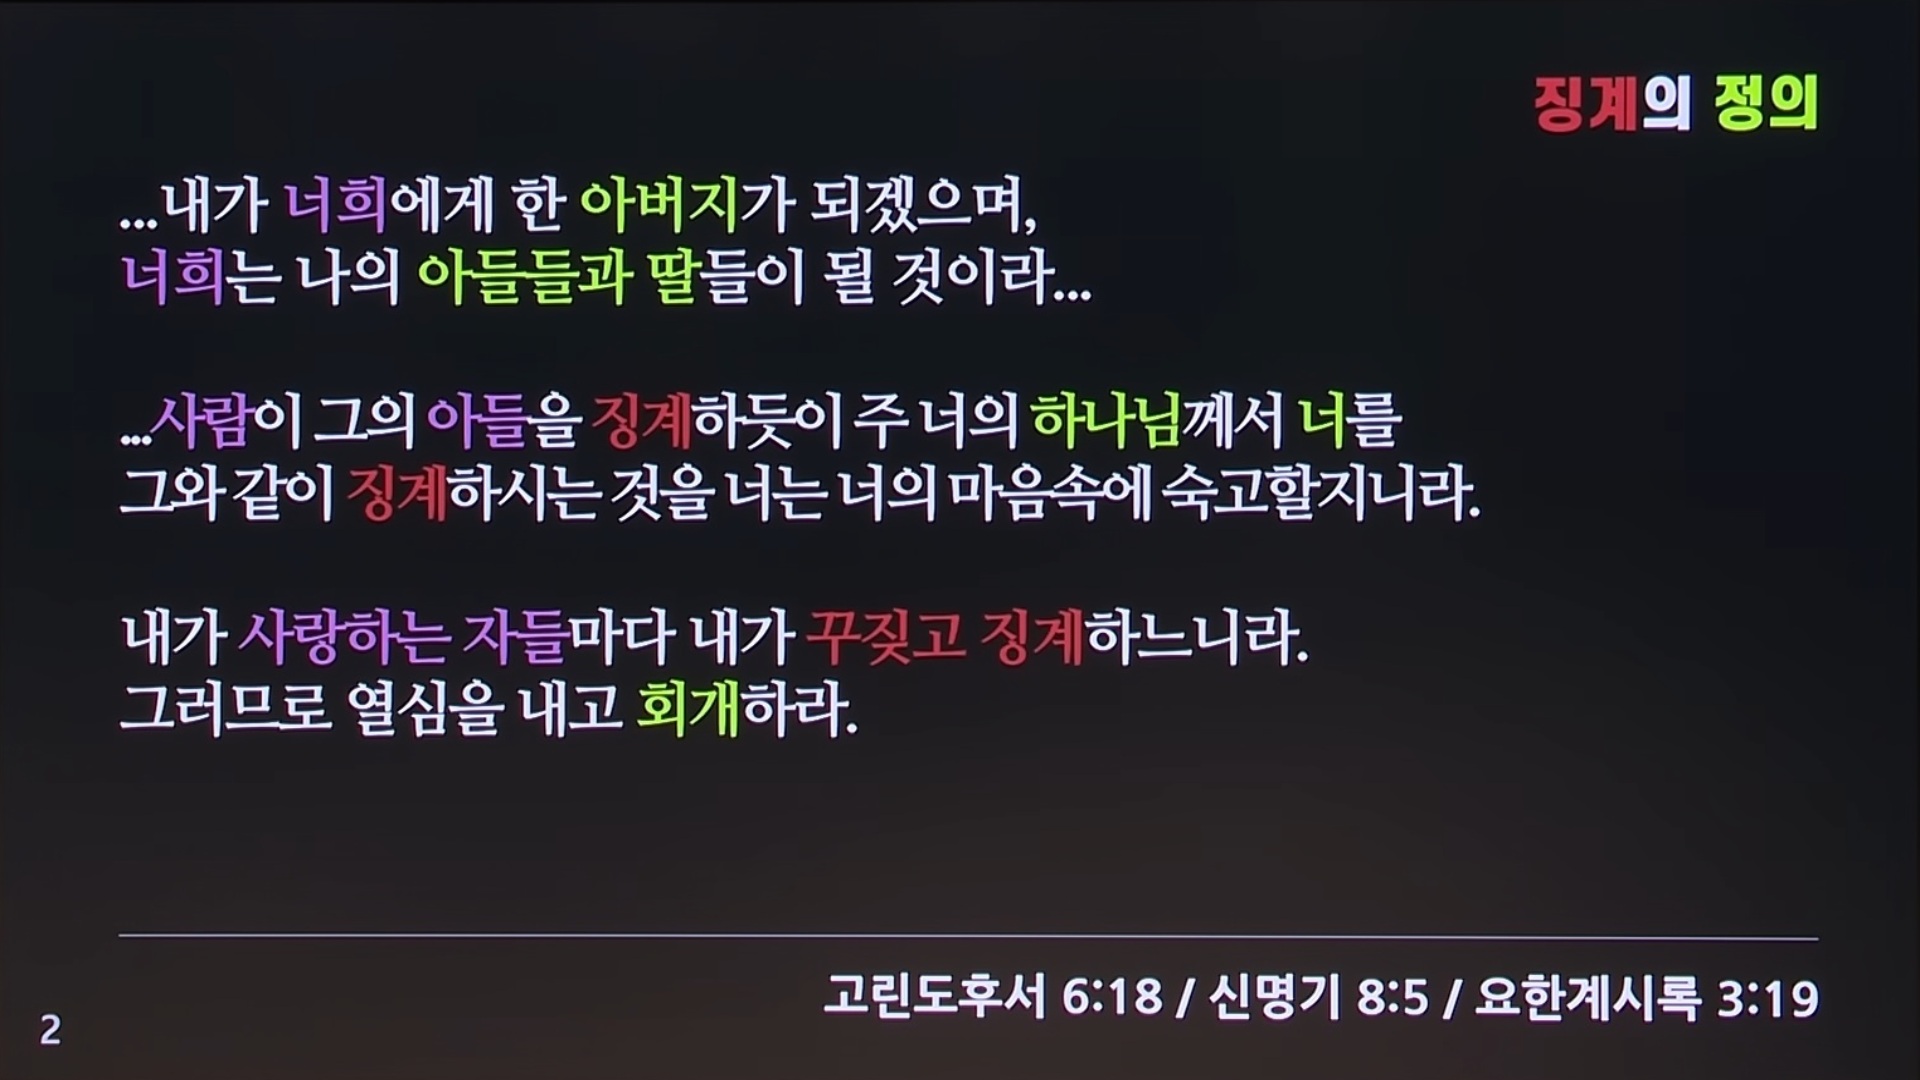 징계의 정의
...내가 너희에게 한 아버지가 되겠으며,
너희는 나의 아들들과 딸들이 될 것이라...
...사람이 그의 아들을 징계하듯이 주 너의 하나님께서 너를
그와 같이 징계하시는 것을 너는 너의 마음속에 숙고할지니라.
내가 사랑하는 자들마다 내가 꾸짖고 징계하느니라.
그러므로 열심을 내고 회개하라.
고린도후서 6:18 / 신명기 8:5 / 요한계시록 3:19
2